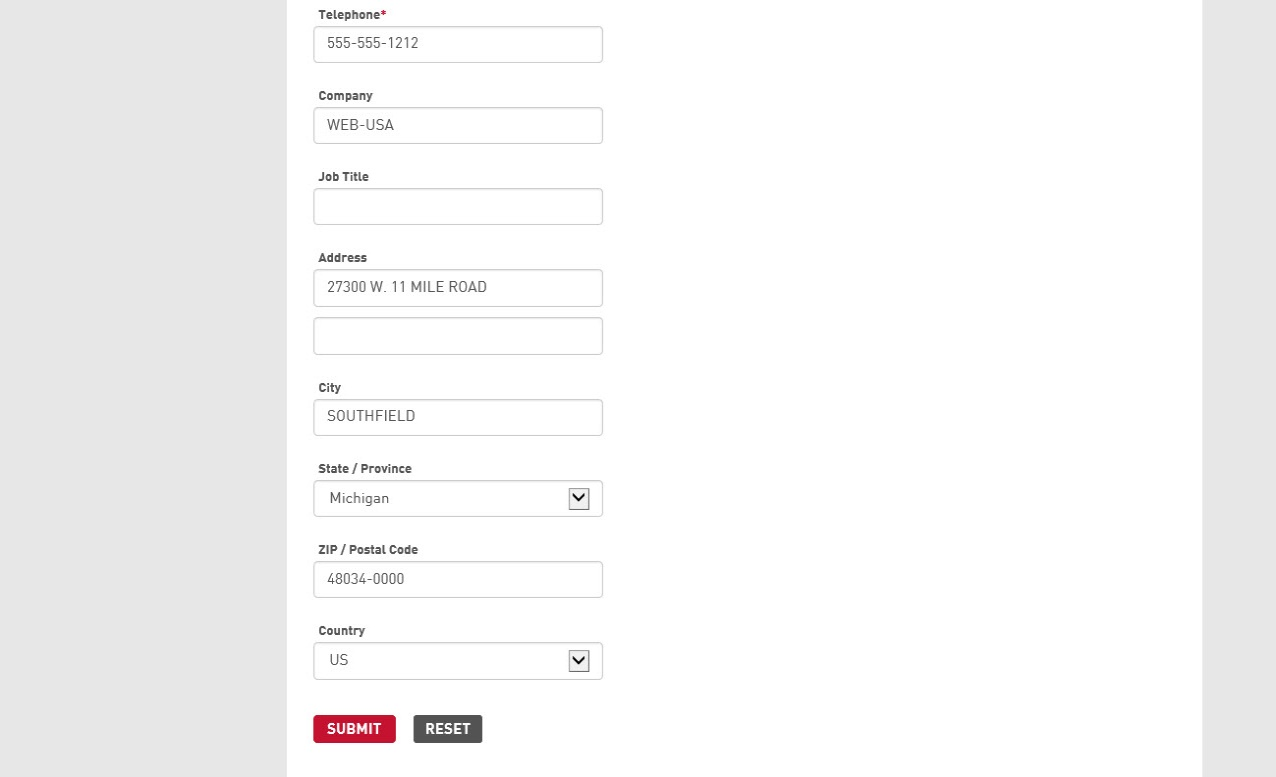 Telephone*
555-555-1212
Company
WEB-USA
Job Title
Address
27300 W. 11 MILE ROAD
City
SOUTHFIELD
State / Province
Michigan
ZIP / Postal Code
48034-0000
Country
US
SUBMIT RESET